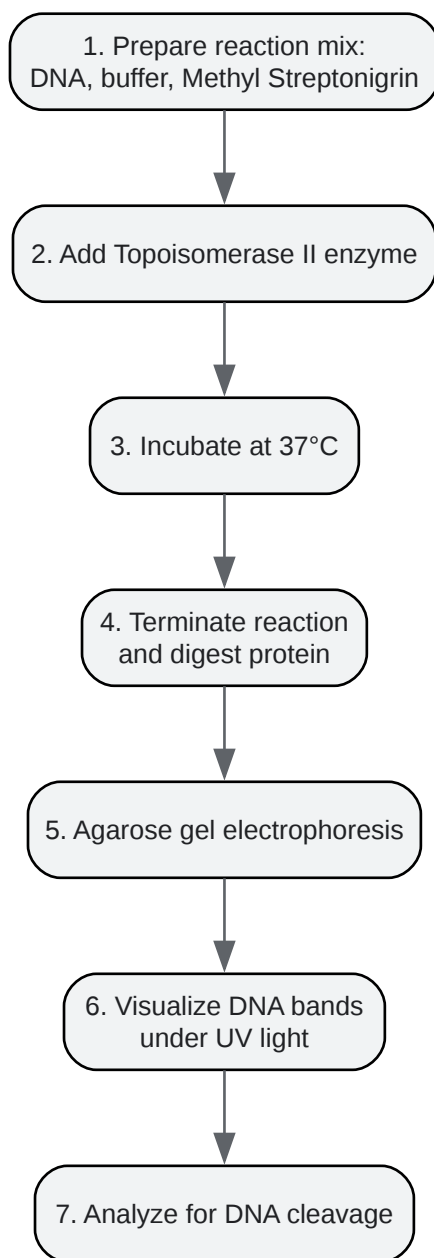 1. Prepare reaction mix:
DNA, buffer, Methyl Streptonigrin
2. Add Topoisomerase II enzyme
3. Incubate at 37°C
4. Terminate reaction
and digest protein
5. Agarose gel electrophoresis
6. Visualize DNA bands
under UV light
7. Analyze for DNA cleavage